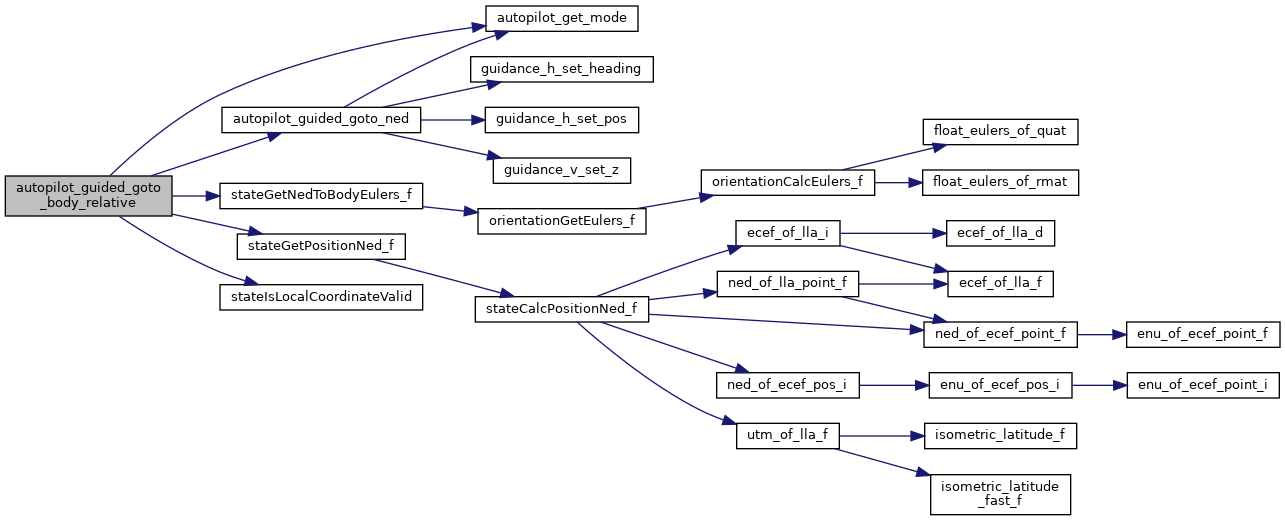 autopilot_guided_goto
_body_relative
autopilot_get_mode
autopilot_guided_goto_ned
guidance_h_set_heading
guidance_h_set_pos
guidance_v_set_z
stateGetNedToBodyEulers_f
orientationGetEulers_f
orientationCalcEulers_f
float_eulers_of_quat
float_eulers_of_rmat
stateGetPositionNed_f
stateIsLocalCoordinateValid
stateCalcPositionNed_f
ecef_of_lla_i
ecef_of_lla_d
ecef_of_lla_f
ned_of_lla_point_f
ned_of_ecef_point_f
enu_of_ecef_point_f
ned_of_ecef_pos_i
enu_of_ecef_pos_i
enu_of_ecef_point_i
utm_of_lla_f
isometric_latitude_f
isometric_latitude
_fast_f